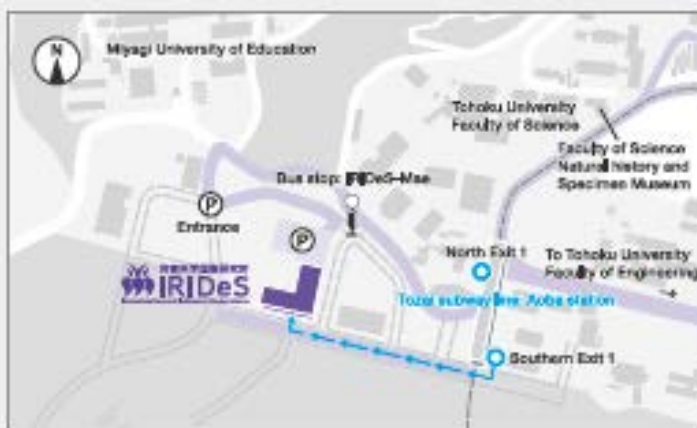 N
Miyagi University of Education
Tohoku University
Faculty of Science
Faculty of Science
Natural history and
Specimen Museum
Bus stop: IRIDeS-Mae
P
Entrance
P
North Exit 1
To Tohoku University
Faculty of Engineering
IRIDeS
Tozai subway line: Aoba station
Southern Exit 1